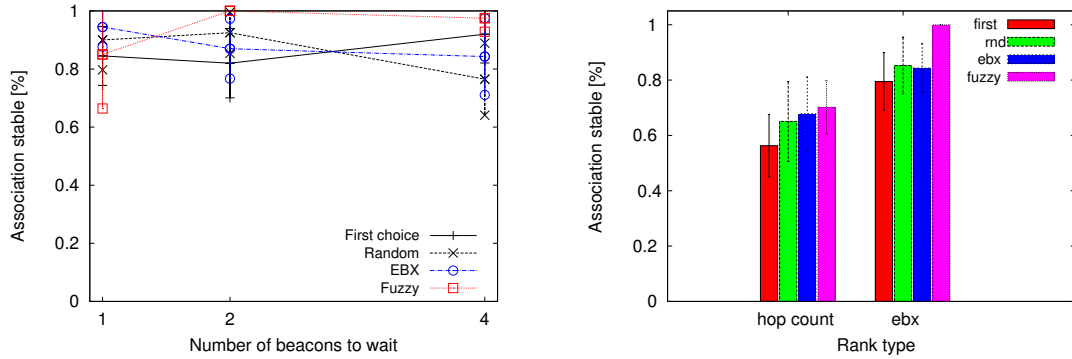 Association stable [%]
1
0.8
0.6
0.4
0.2
0
1
2
4
Number of beacons to wait
First choice
Random
EBX
Fuzzy
Association stable [%]
1
0.8
0.6
0.4
0.2
0
hop count
ebx
Rank type
first
rnd
ebx
fuzzy